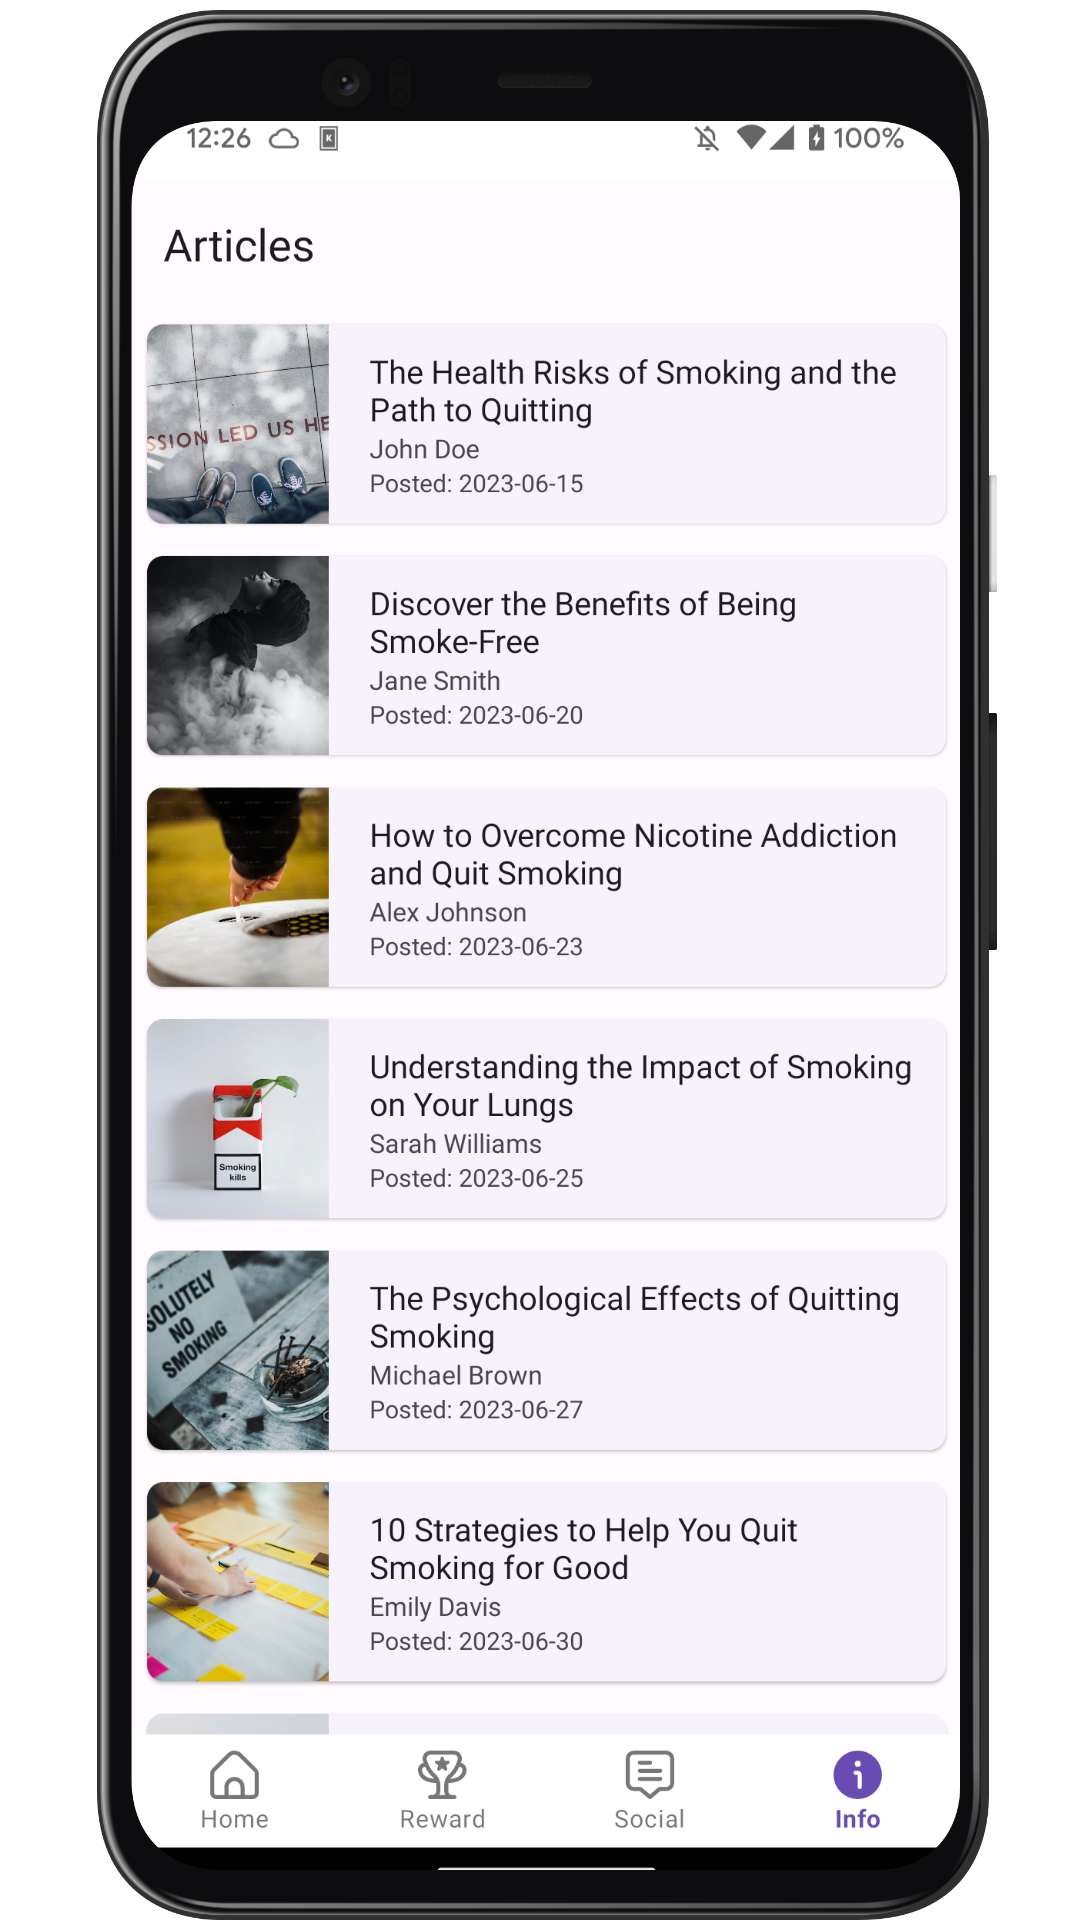 12:26
100%
Articles
SSION LED US HE
The Health Risks of Smoking and the
Path to Quitting
John Doe
Posted: 2023-06-15
Discover the Benefits of Being
Smoke-Free
Jane Smith
Posted: 2023-06-20
How to Overcome Nicotine Addiction
and Quit Smoking
Alex Johnson
Posted: 2023-06-23
Smoking
kills
Understanding the Impact of Smoking
on Your Lungs
Sarah Williams
Posted: 2023-06-25
SOLUTELY
NO
SMOKING
The Psychological Effects of Quitting
Smoking
Michael Brown
Posted: 2023-06-27
10 Strategies to Help You Quit
Smoking for Good
Emily Davis
Posted: 2023-06-30
Home
Reward
Social
Info